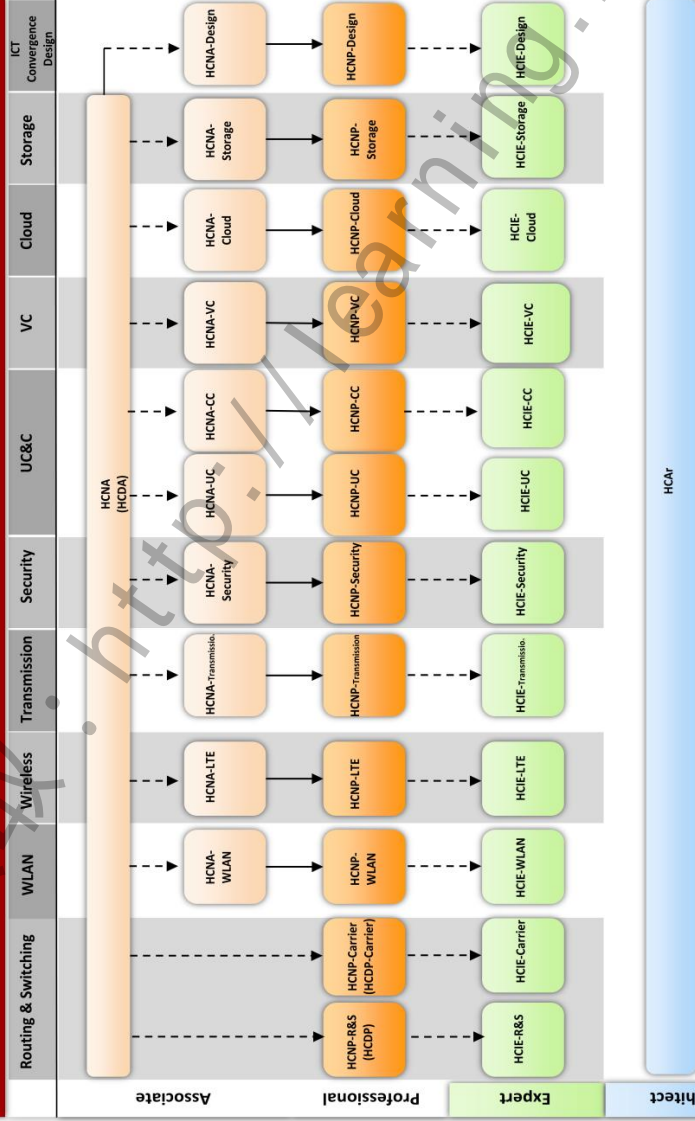 Routing & Switching
WLAN
Wireless
Transmission
Security
UC&C
VC
Cloud
Storage
ICT
Convergence
Design
Associate
HCNA
(HCDA)
HCNA-
WLAN
HCNA-LTE
HCNA-Transmissio.
HCNA-
Security
HCNA-UC
HCNA-CC
HCNA-VC
HCNA-
Cloud
HCNA-
Storage
HCNA-Design
Professional
HCNP-R&S
(HCDP)
HCNP-Carrier
(HCDP-Carrier)
HCNP-
WLAN
HCNP-LTE
HCNP-Transmission
HCNP-Security
HCNP-UC
HCNP-CC
HCNP-VC
HCNP-Cloud
HCNP-
Storage
HCNP-Design
Expert
HCIE-R&S
HCIE-Carrier
HCIE-WLAN
HCIE-LTE
HCIE-Transmissio.
HCIE-Security
HCIE-UC
HCIE-CC
HCIE-VC
HCIE-
Cloud
HCIE-Storage
HCIE-Design
hitect
HCAr
: http://learning.